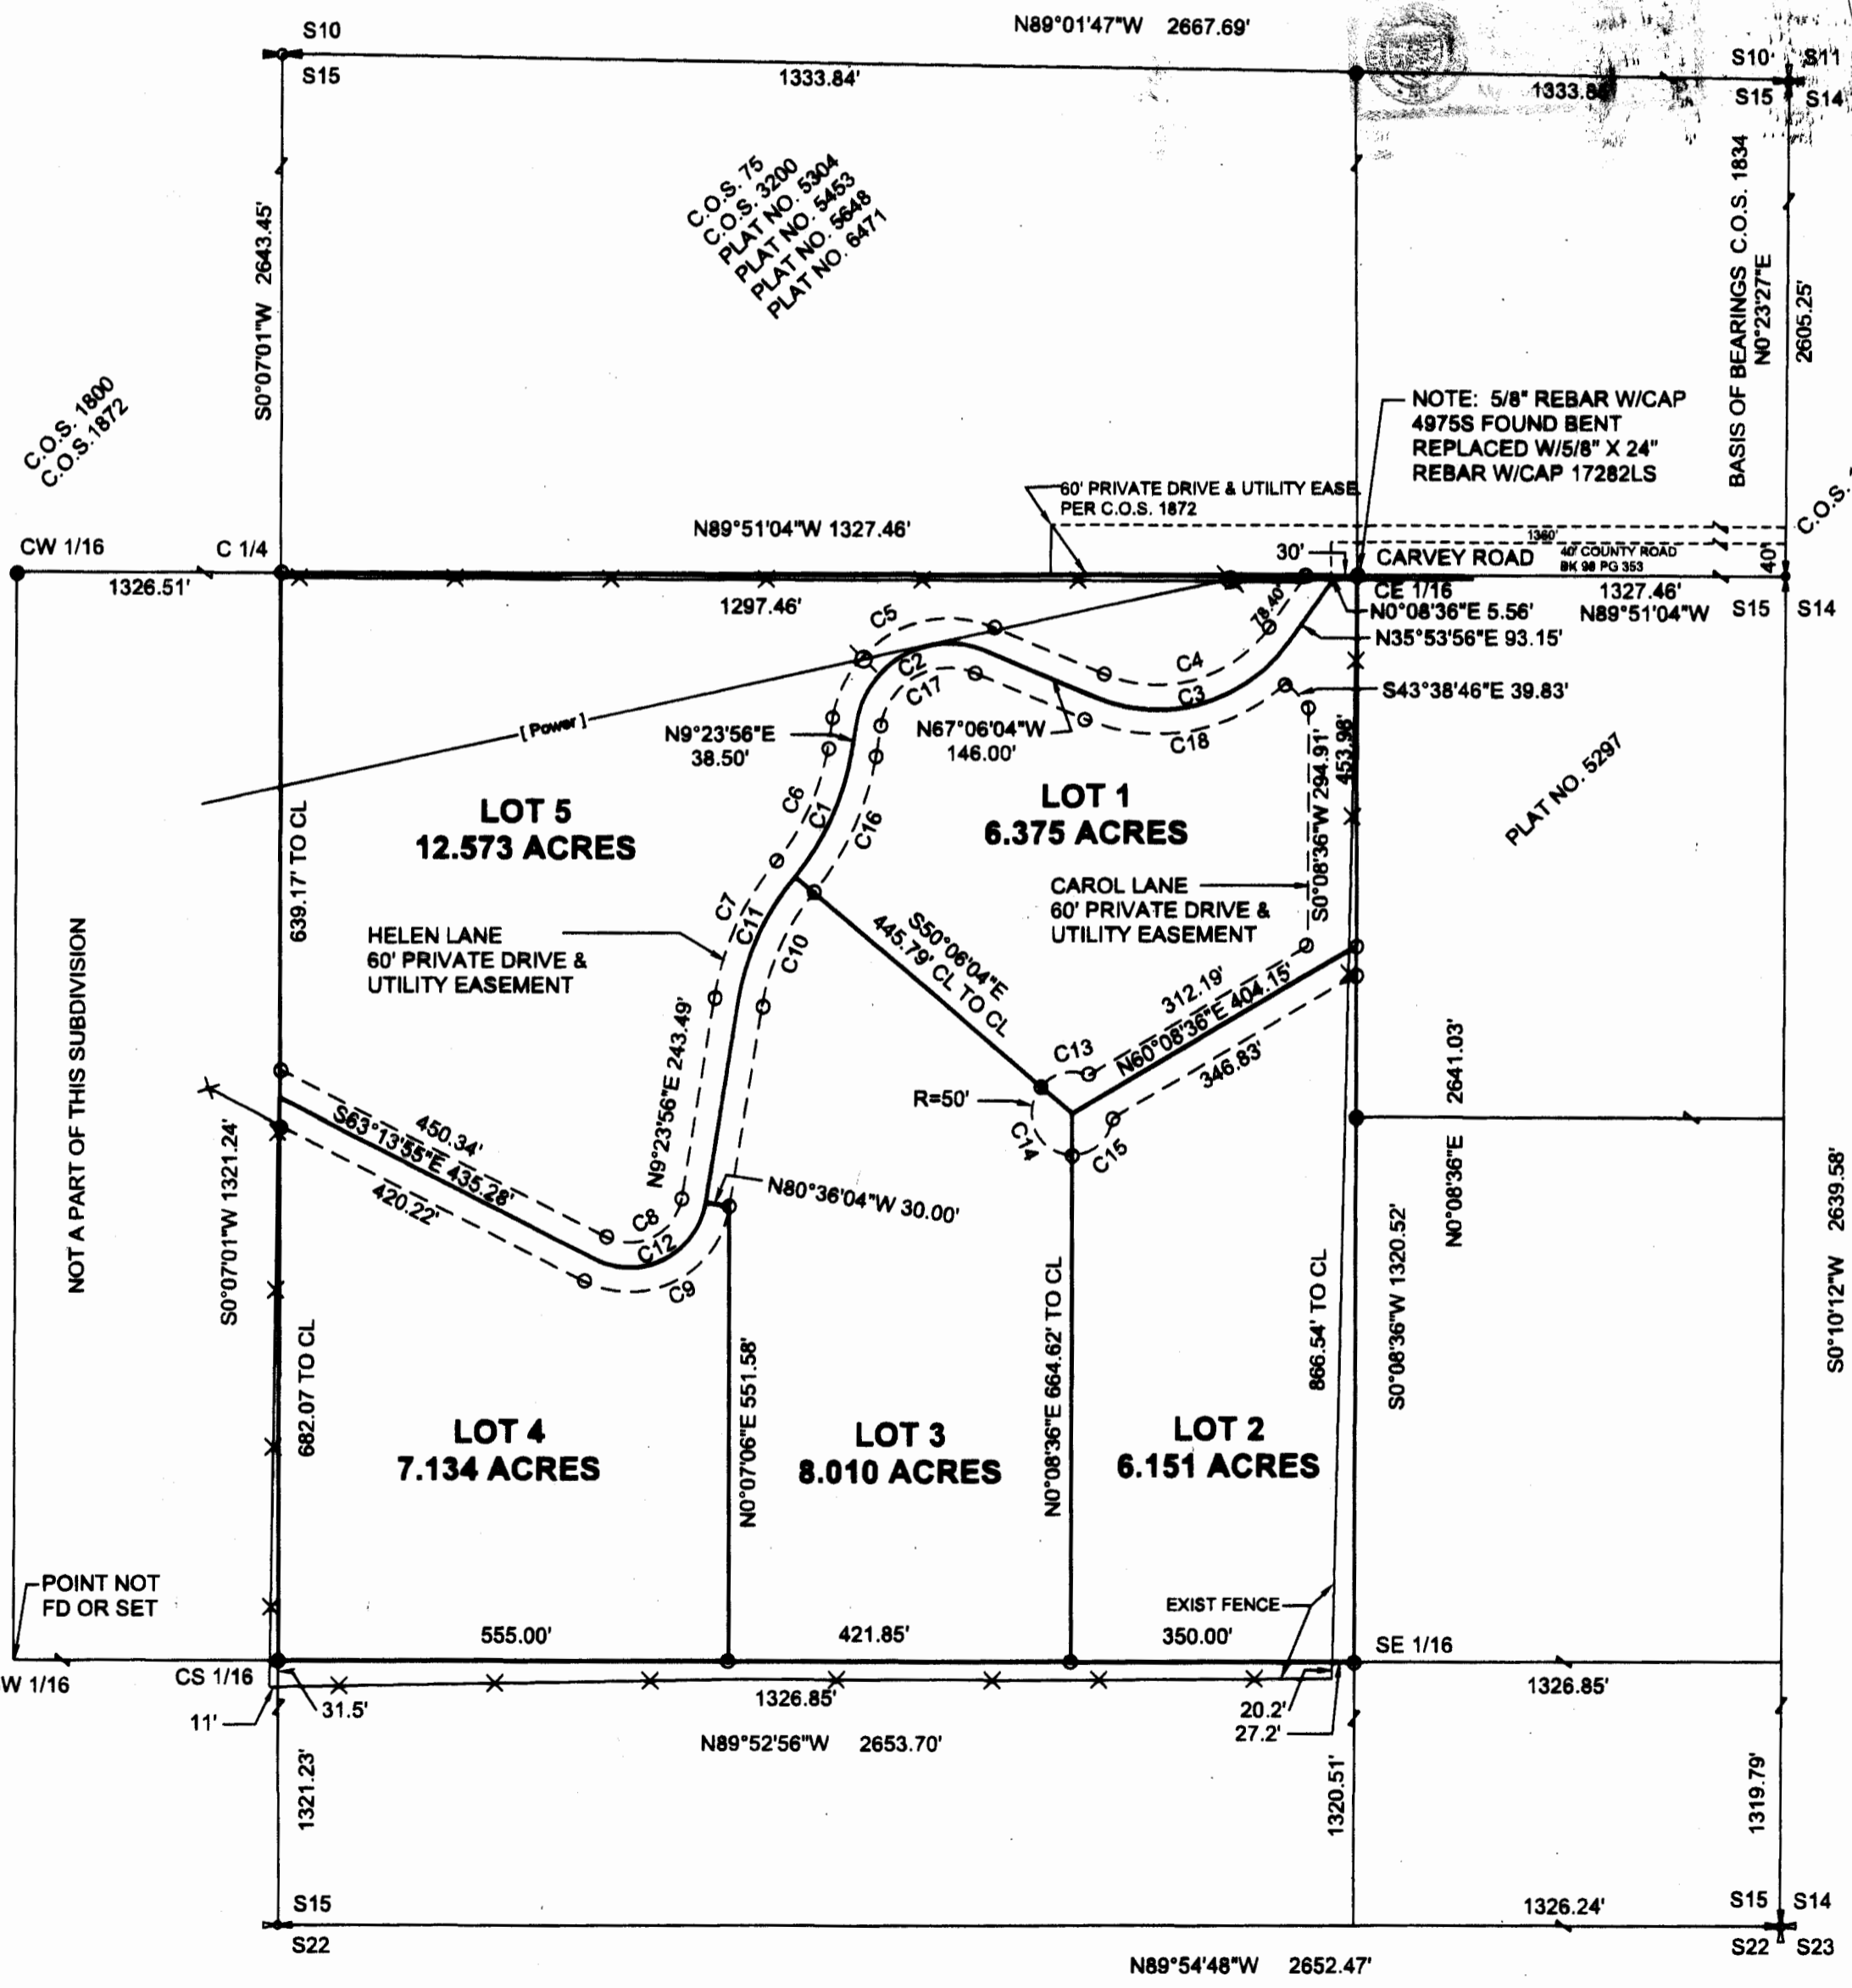 N89°01'47"W 2667.69'
S10
S15
1333.84'
S10 S11
S15 S14
C.O.S. 75
C.O.S. 3200
PLAT NO. 5304
PLAT NO. 5453
PLAT NO. 5648
PLAT NO. 6471
S0°07'01"W 2643.45'
BASIS OF BEARINGS C.O.S. 1834
N0°23'27"E
2605.25'
C.O.S. 1800
C.O.S.1872
NOTE: 5/8" REBAR W/CAP
4975S FOUND BENT
REPLACED W/5/8" X 24"
REBAR W/CAP 17282LS
60' PRIVATE DRIVE & UTILITY EASE
PER C.O.S. 1872
C.O.S.
N89°51'04"W 1327.46'
CW 1/16
C 1/4
1326.51'
1360'
30'
CARVEY ROAD
40' COUNTY ROAD
BK 98 PG 353
40'
1297.46'
CE 1/16
1327.46'
N89°51'04"W
S15 S14
N0°08'36"E 5.56'
78.40'
N35°53'56"E 93.15'
C5
C2
C17
C4
C3
C18
S43°38'46"E 39.83'
[ Power ]
N9°23'56"E
38.50'
N67°06'04"W
146.00'
S0°08'36"W 294.91'
453.98'
PLAT NO. 5297
LOT 5
12.573 ACRES
LOT 1
6.375 ACRES
C6
C1
C16
639.17' TO CL
CAROL LANE
60' PRIVATE DRIVE &
UTILITY EASEMENT
HELEN LANE
60' PRIVATE DRIVE &
UTILITY EASEMENT
C7
C11
C10
S50°06'04"E
445.79' CL TO CL
NOT A PART OF THIS SUBDIVISION
312.19'
N60°08'36"E 404.15'
346.83'
C13
R=50'
C14
C15
N9°23'56"E 243.49'
N0°08'36"E 2641.03'
S0°07'01"W 1321.24'
450.34'
S63°13'55"E 435.28'
420.22'
N80°36'04"W 30.00'
C8
C12
C9
S0°08'36"W 1320.52'
S0°10'12"W 2639.58'
682.07 TO CL
N0°07'06"E 551.58'
N0°08'36"E 664.62' TO CL
866.54' TO CL
LOT 4
7.134 ACRES
LOT 3
8.010 ACRES
LOT 2
6.151 ACRES
POINT NOT
FD OR SET
EXIST FENCE
555.00'
421.85'
350.00'
SE 1/16
W 1/16
CS 1/16
31.5'
11'
1326.85'
20.2'
27.2'
1326.85'
N89°52'56"W 2653.70'
1321.23'
1320.51'
1319.79'
S15
S22
1326.24'
S15 S14
S22 S23
N89°54'48"W 2652.47'